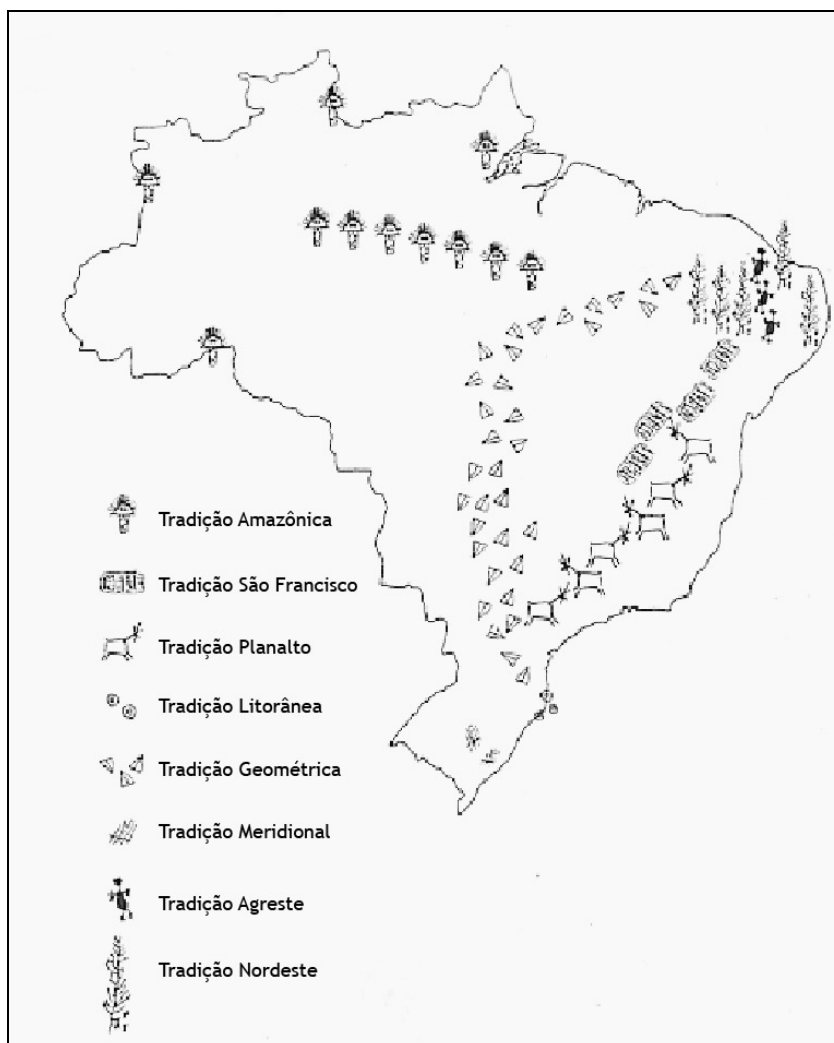 Tradição Amazônica
Tradição São Francisco
Tradição Planalto
Tradição Litorânea
Tradição Geométrica
Tradição Meridional
Tradição Agreste
Tradição Nordeste